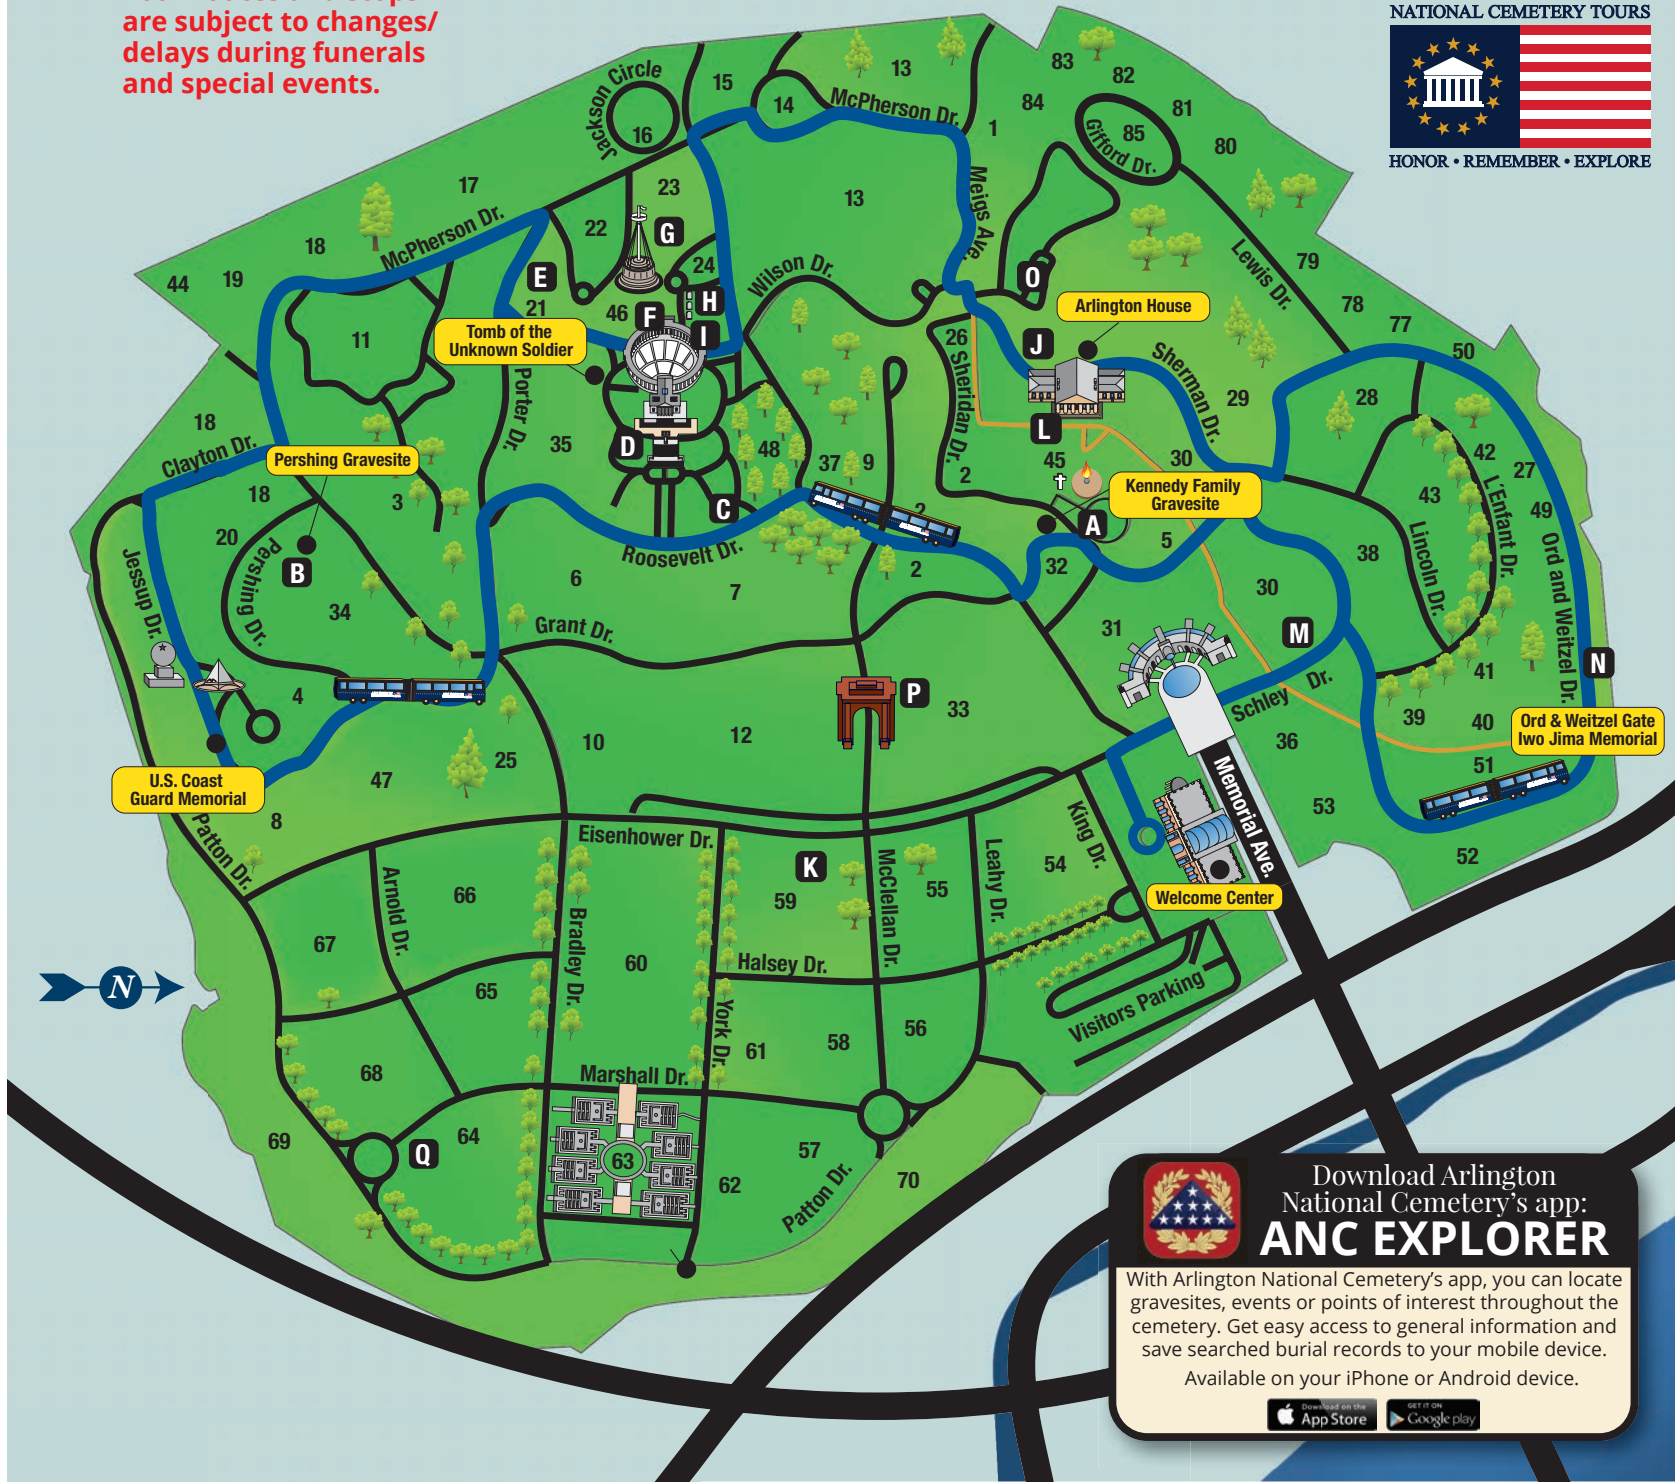 are subject to changes/
delays during funerals
and special events.
NATIONAL CEMETERY TOURS
HONOR • REMEMBER • EXPLORE
Jackson Circle
16
15
14
13
McPherson Dr.
1
83
82
84
81
85
Gifford Dr.
80
17
23
13
Meigs Ave.
18
McPherson Dr.
22
G
24
Wilson Dr.
O
Lewis Dr.
79
44
19
E
21
46
F
H
I
Arlington House
78
77
11
Tomb of the
Unknown Soldier
26
J
Sherman Dr.
50
Porter Dr.
Sheridan Dr.
29
28
18
Clayton Dr.
Pershing Gravesite
35
D
48
37
9
L
45
30
42
27
2
Kennedy Family
Gravesite
L'Enfant Dr.
18
3
C
2
A
43
49
20
Pershing Dr.
B
Roosevelt Dr.
5
Lincoln Dr.
38
Ord and Weitzel Dr.
Jessup Dr.
6
7
2
32
30
34
Grant Dr.
31
M
N
41
4
P
33
Schley Dr.
39
40
Ord & Weitzel Gate
Iwo Jima Memorial
10
12
36
25
51
U.S. Coast
Guard Memorial
47
Memorial Ave.
53
8
Patton Dr.
Eisenhower Dr.
King Dr.
52
Arnold Dr.
66
K
59
McClellan Dr.
55
Leahy Dr.
54
Welcome Center
67
Bradley Dr.
60
Halsey Dr.
N
65
York Dr.
Visitors Parking
61
58
56
68
Marshall Dr.
69
64
Q
63
57
62
Patton Dr.
70
Download Arlington
National Cemetery's app:
ANC EXPLORER
With Arlington National Cemetery's app, you can locate
gravesites, events or points of interest throughout the
cemetery. Get easy access to general information and
save searched burial records to your mobile device.
Available on your iPhone or Android device.
Download on the
App Store
GET IT ON
Google play